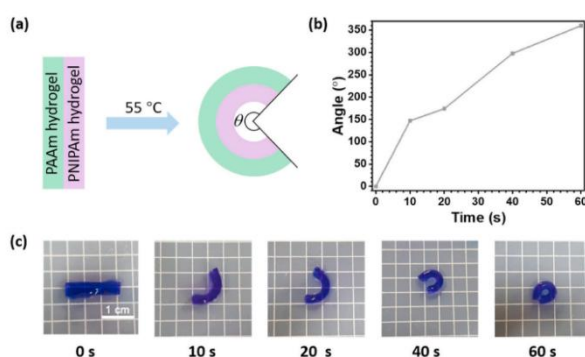 (a)
PAAm hydrogel
PNIPAm hydrogel
55 °C
θ
(b)
Angle (°)
350
300
250
200
150
100
50
0
0 10 20 30 40 50 60
Time (s)
(c)
1 cm
0 s 10 s 20 s 40 s 60 s